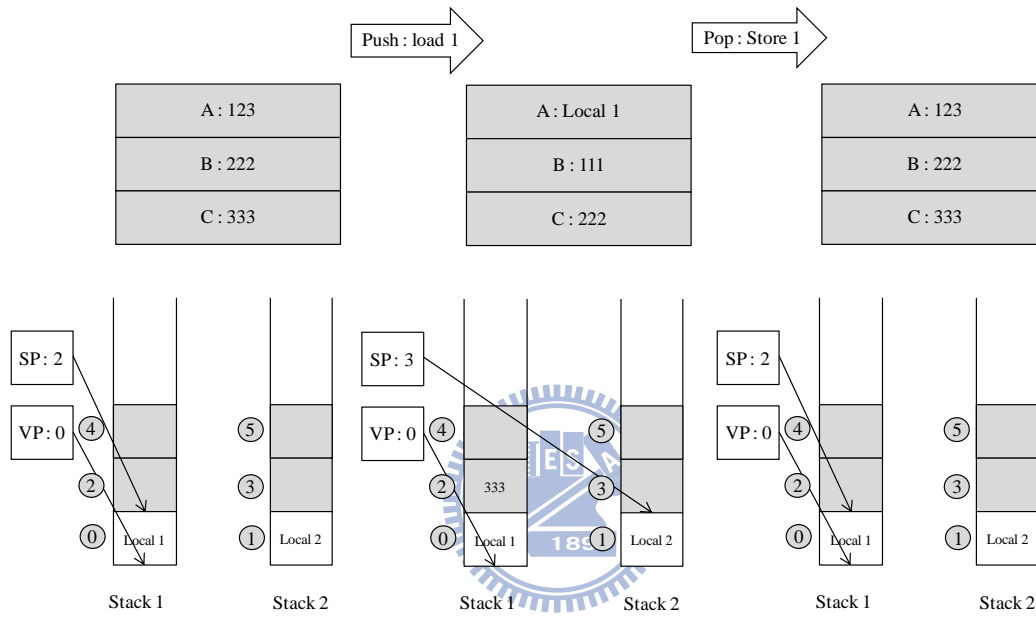 Push : load 1
Pop : Store 1
A : 123
B : 222
C : 333
A : Local 1
B : 111
C : 222
A : 123
B : 222
C : 333
SP : 2
VP : 0
4
2
0
Local 1
Stack 1
5
3
1
Local 2
Stack 2
SP : 3
VP : 0
4
2
0
333
Local 1
Stack 1
5
3
1
Local 2
Stack 2
ES
189
SP : 2
VP : 0
4
2
0
Local 1
Stack 1
5
3
1
Local 2
Stack 2